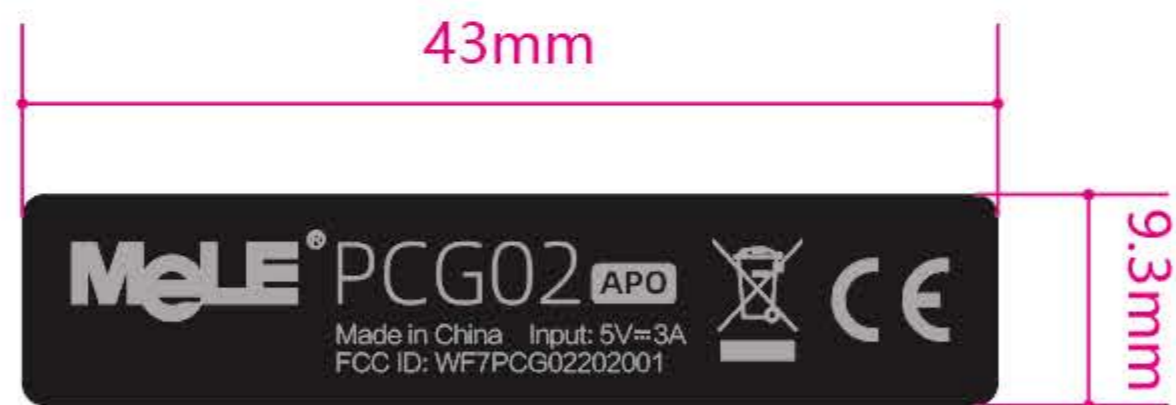 43mm
MeLE® PCG02 APO
Made in China Input: 5V⎓3A
FCC ID: WF7PCG02202001
CE
9.3mm